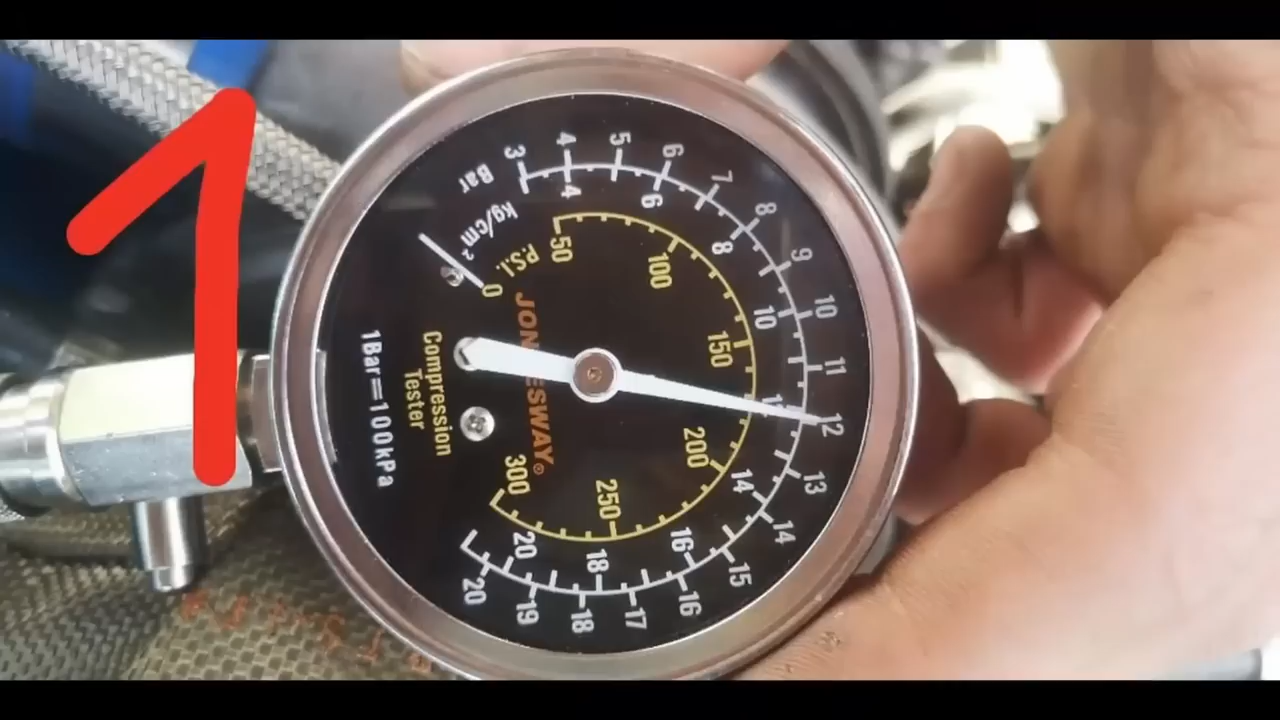 1
Bar
kg/cm²
P.S.I.
3 4 5 6 7 8 9 10 11 12 13 14 15 16 17 18 19 20
4 6 8 10 14 16 18 20
0 50 100 150 200 250 300
Compression
Tester
1Bar=100kPa